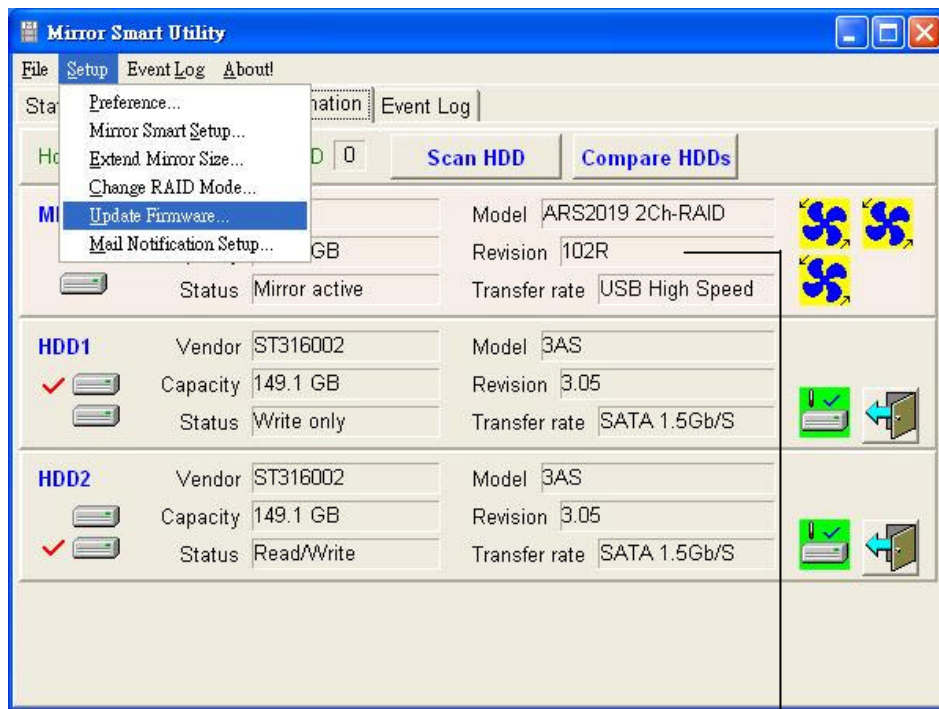 Mirror Smart Utility
File Setup Event Log About!
Preference...
Mirror Smart Setup...
Extend Mirror Size...
Change RAID Mode...
Update Firmware...
Mail Notification Setup...
Event Log
0 Scan HDD Compare HDDs
Model ARS2019 2Ch-RAID
GB Revision 102R
Status Mirror active Transfer rate USB High Speed
HDD1 Vendor ST316002 Model 3AS
Capacity 149.1 GB Revision 3.05
Status Write only Transfer rate SATA 1.5Gb/S
HDD2 Vendor ST316002 Model 3AS
Capacity 149.1 GB Revision 3.05
Status Read/Write Transfer rate SATA 1.5Gb/S